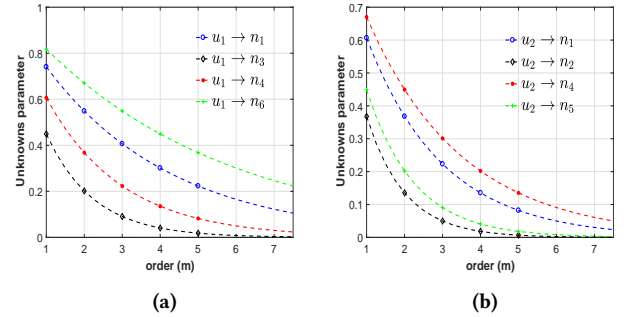 1
0.8
0.6
0.4
0.2
0
1 2 3 4 5 6 7
Unknowns parameter
order (m)
u₁ → n₁
u₁ → n₃
u₁ → n₄
u₁ → n₆
(a)
0.7
0.6
0.5
0.4
0.3
0.2
0.1
0
1 2 3 4 5 6 7
Unknowns parameter
order (m)
u₂ → n₁
u₂ → n₂
u₂ → n₄
u₂ → n₅
(b)